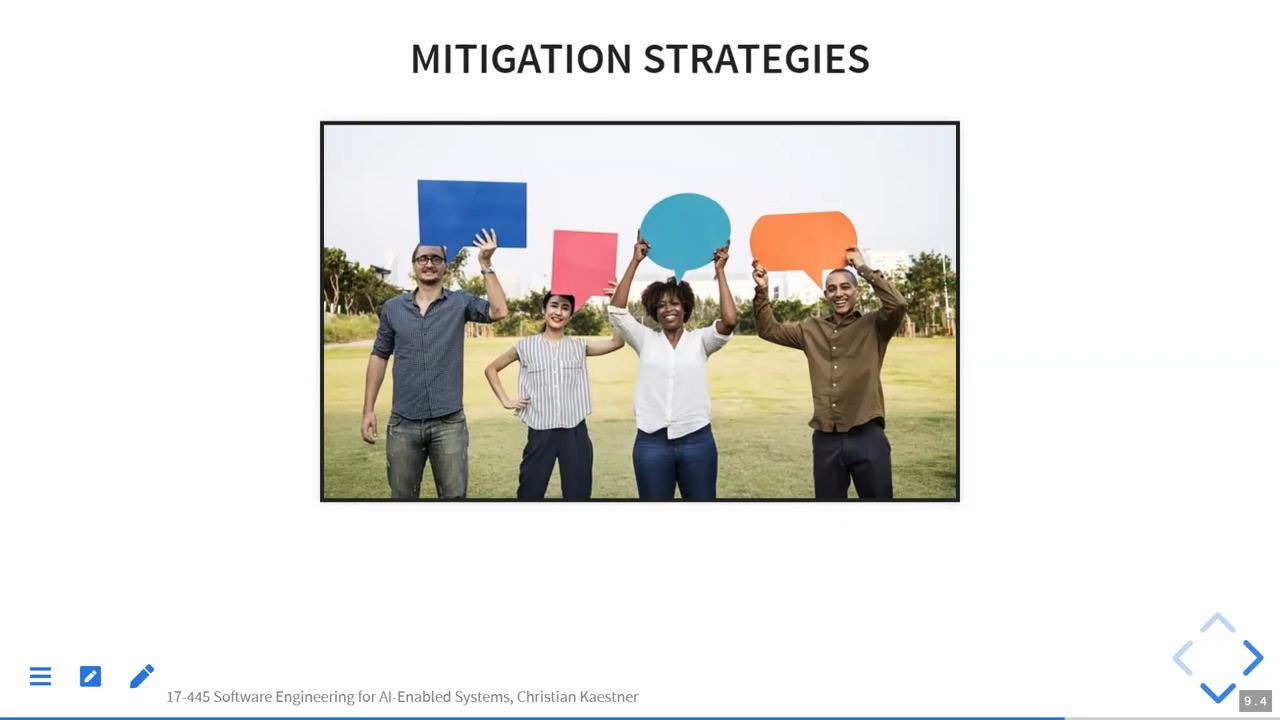 MITIGATION STRATEGIES
17-445 Software Engineering for AI-Enabled Systems, Christian Kaestner
9.4